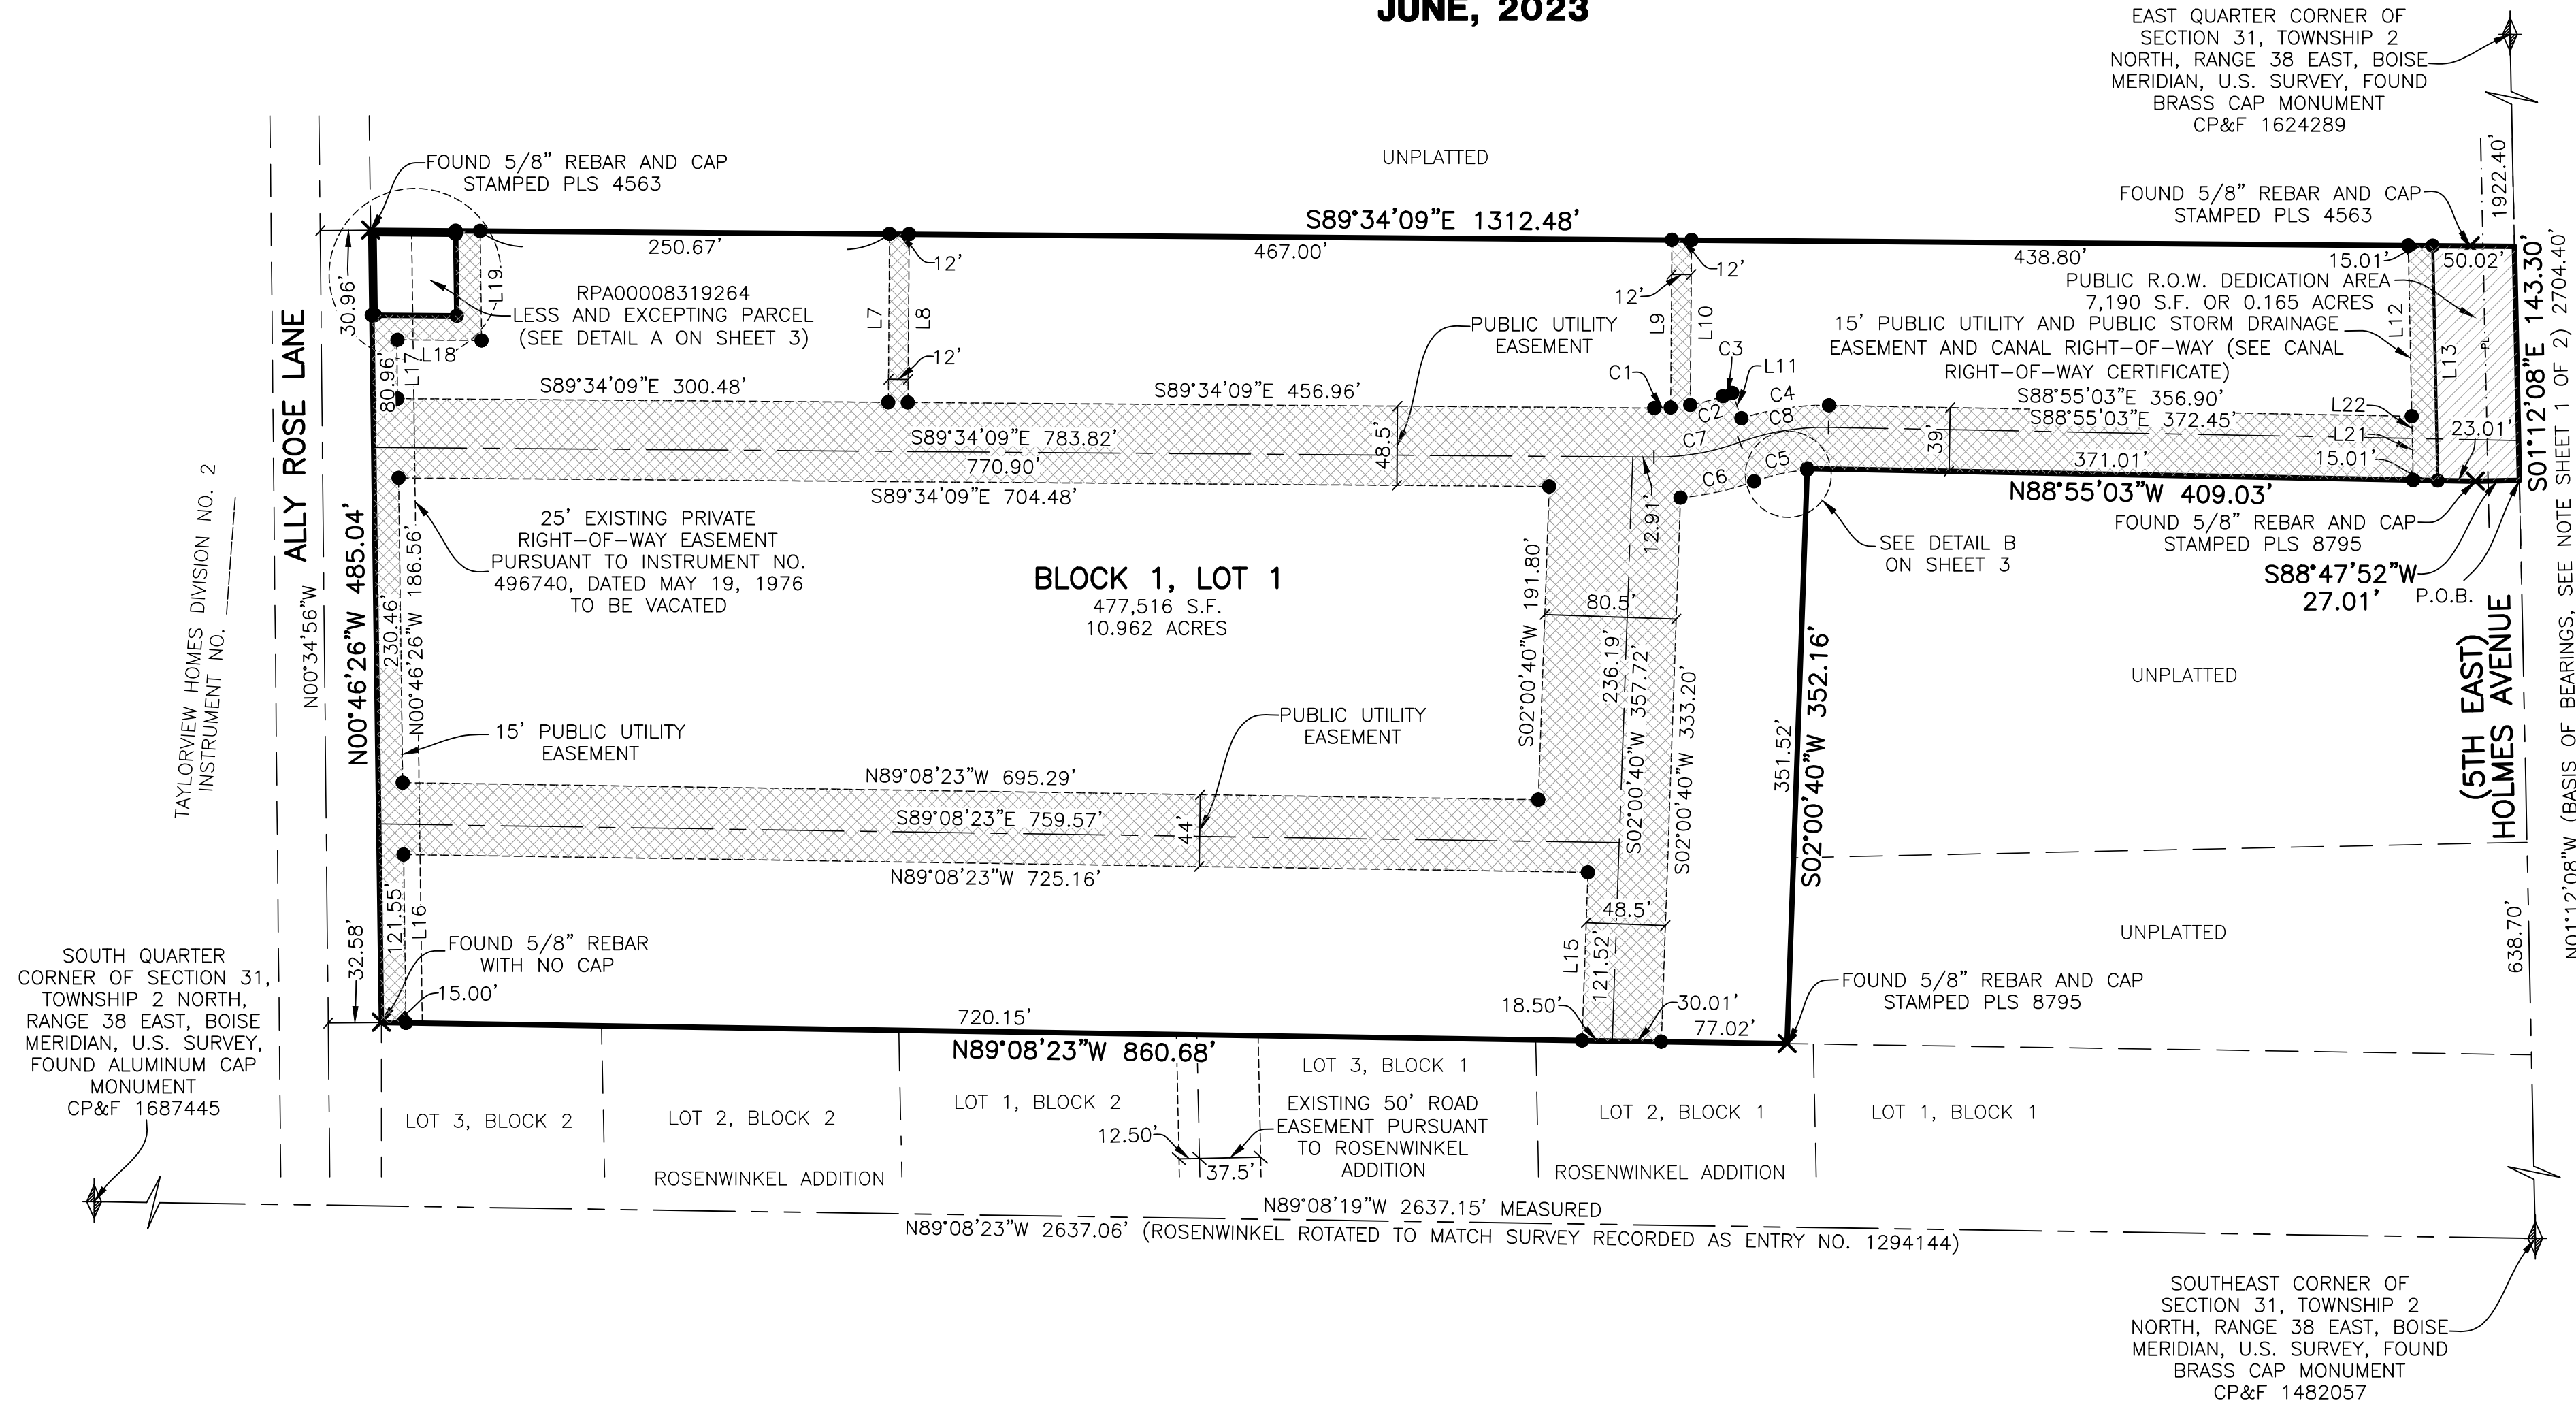 JUNE, 2023
EAST QUARTER CORNER OF
SECTION 31, TOWNSHIP 2
NORTH, RANGE 38 EAST, BOISE
MERIDIAN, U.S. SURVEY, FOUND
BRASS CAP MONUMENT
CP&F 1624289
1922.40'
UNPLATTED
FOUND 5/8" REBAR AND CAP
STAMPED PLS 4563
FOUND 5/8" REBAR AND CAP
STAMPED PLS 4563
S89°34'09"E 1312.48'
250.67'
12'
467.00'
12'
438.80'
15.01'
50.02'
30.96'
L19
RPA00008319264
LESS AND EXCEPTING PARCEL
(SEE DETAIL A ON SHEET 3)
L7
L8
12'
L9
L10
12'
PUBLIC UTILITY
EASEMENT
PUBLIC R.O.W. DEDICATION AREA
7,190 S.F. OR 0.165 ACRES
15' PUBLIC UTILITY AND PUBLIC STORM DRAINAGE
EASEMENT AND CANAL RIGHT-OF-WAY (SEE CANAL
RIGHT-OF-WAY CERTIFICATE)
L12
L13
PL
S01°12'08"E 143.30'
N01°12'08"W (BASIS OF BEARINGS, SEE NOTE SHEET 1 OF 2) 2704.40'
L18
L17
80.96'
S89°34'09"E 300.48'
S89°34'09"E 456.96'
C1
C3
L11
C2
C4
C8
C7
S88°55'03"E 356.90'
S88°55'03"E 372.45'
L22
L21
23.01'
15.01'
39'
371.01'
S89°34'09"E 783.82'
770.90'
S89°34'09"E 704.48'
48.5'
C5
C6
12.91'
N88°55'03"W 409.03'
FOUND 5/8" REBAR AND CAP
STAMPED PLS 8795
S88°47'52"W
27.01'
P.O.B.
SEE DETAIL B
ON SHEET 3
ALLY ROSE LANE
N00°34'56"W
N00°46'26"W 485.04'
230.46'
N00°46'26"W 186.56'
25' EXISTING PRIVATE
RIGHT-OF-WAY EASEMENT
PURSUANT TO INSTRUMENT NO.
496740, DATED MAY 19, 1976
TO BE VACATED
BLOCK 1, LOT 1
477,516 S.F.
10.962 ACRES
S02°00'40"W 191.80'
80.5'
236.19'
S02°00'40"W 357.72'
S02°00'40"W 333.20'
351.52'
S02°00'40"W 352.16'
UNPLATTED
(5TH EAST)
HOLMES AVENUE
TAYLORVIEW HOMES DIVISION NO. 2
INSTRUMENT NO.
15' PUBLIC UTILITY
EASEMENT
PUBLIC UTILITY
EASEMENT
N89°08'23"W 695.29'
S89°08'23"E 759.57'
44'
N89°08'23"W 725.16'
121.55'
L16
32.58'
FOUND 5/8" REBAR
WITH NO CAP
15.00'
48.5'
L15
121.52'
18.50'
30.01'
77.02'
FOUND 5/8" REBAR AND CAP
STAMPED PLS 8795
UNPLATTED
638.70'
720.15'
N89°08'23"W 860.68'
SOUTH QUARTER
CORNER OF SECTION 31,
TOWNSHIP 2 NORTH,
RANGE 38 EAST, BOISE
MERIDIAN, U.S. SURVEY,
FOUND ALUMINUM CAP
MONUMENT
CP&F 1687445
LOT 3, BLOCK 2
LOT 2, BLOCK 2
LOT 1, BLOCK 2
LOT 3, BLOCK 1
EXISTING 50' ROAD
EASEMENT PURSUANT
TO ROSENWINKEL
ADDITION
12.50'
37.5'
LOT 2, BLOCK 1
LOT 1, BLOCK 1
ROSENWINKEL ADDITION
ROSENWINKEL ADDITION
N89°08'19"W 2637.15' MEASURED
N89°08'23"W 2637.06' (ROSENWINKEL ROTATED TO MATCH SURVEY RECORDED AS ENTRY NO. 1294144)
SOUTHEAST CORNER OF
SECTION 31, TOWNSHIP 2
NORTH, RANGE 38 EAST, BOISE
MERIDIAN, U.S. SURVEY, FOUND
BRASS CAP MONUMENT
CP&F 1482057